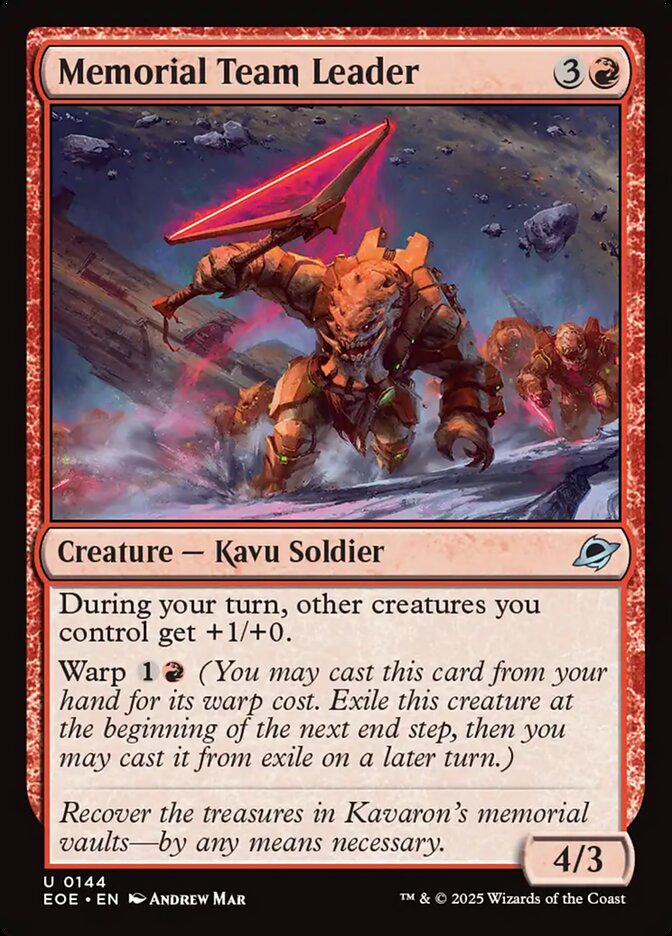 Memorial Team Leader 3
Creature — Kavu Soldier
During your turn, other creatures you
control get +1/+0.
Warp 1 (You may cast this card from your
hand for its warp cost. Exile this creature at
the beginning of the next end step, then you
may cast it from exile on a later turn.)
Recover the treasures in Kavaron's memorial
vaults—by any means necessary.
4/3
U 0144
EOE • EN Andrew Mar
™ & © 2025 Wizards of the Coast